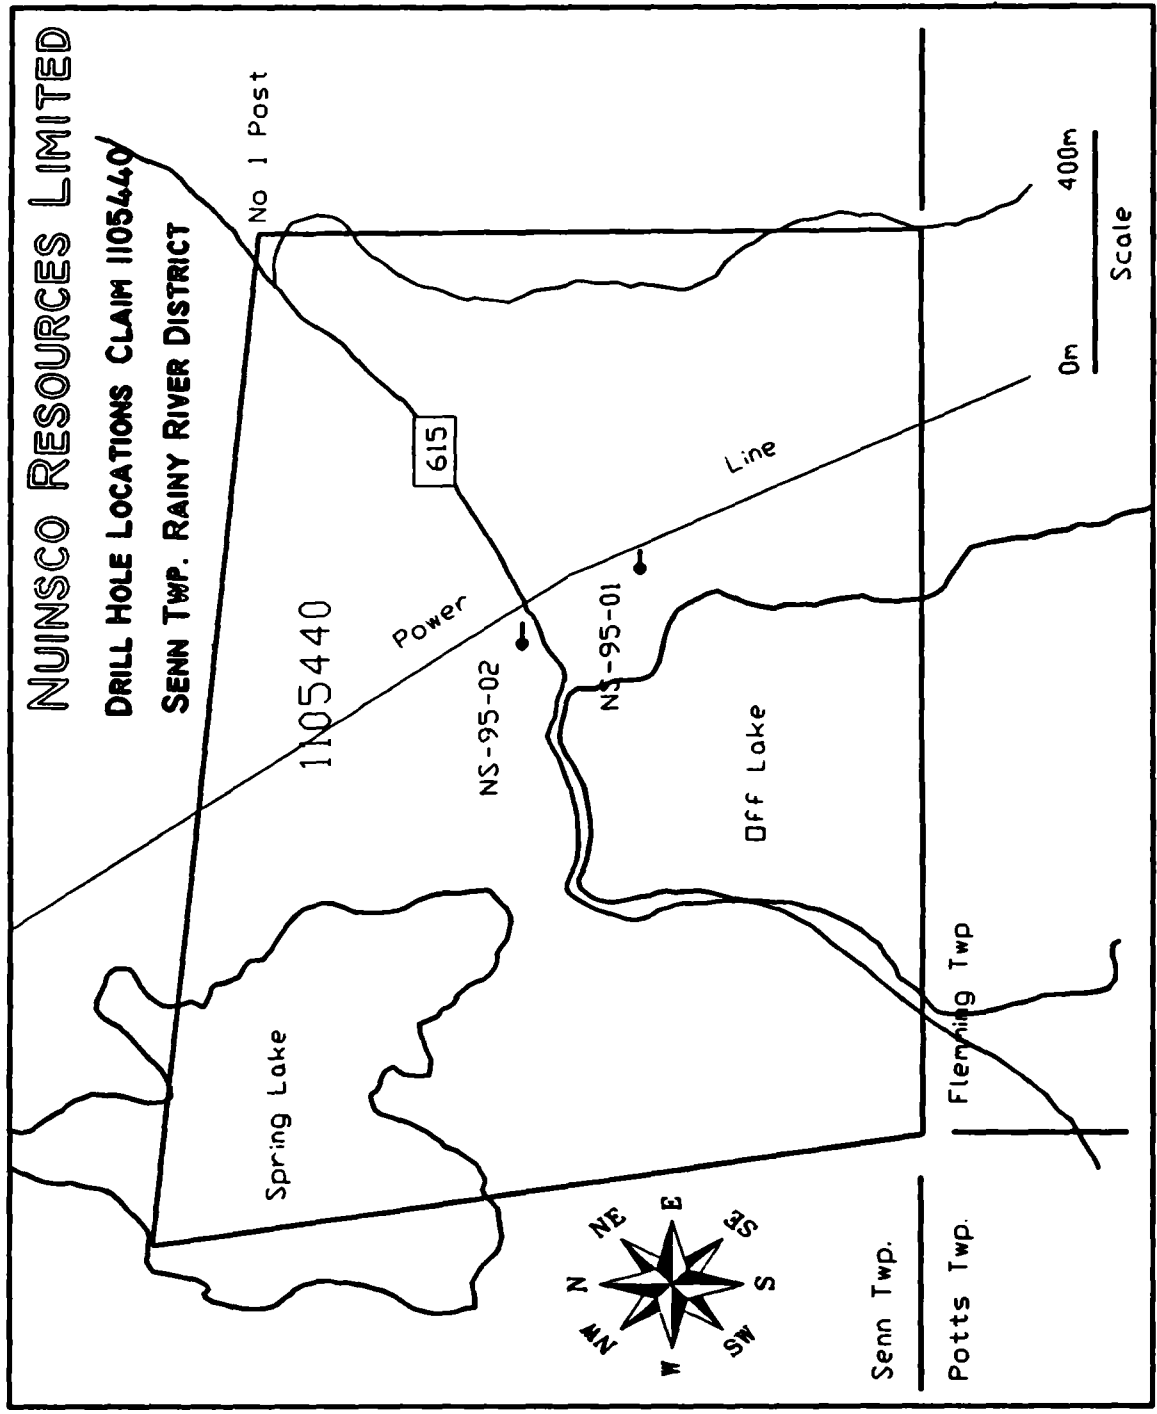 NUINSCO RESOURCES LIMITED
DRILL HOLE LOCATIONS CLAIM 1105440
SENN TWP. RAINY RIVER DISTRICT
No 1 Post
1105440
615
Power
Line
NS-95-02
NS-95-01
Spring Lake
Off Lake
N
NE
E
SE
S
SW
W
NW
Senn Twp.
Potts Twp.
Flemming Twp
0m 400m
Scale